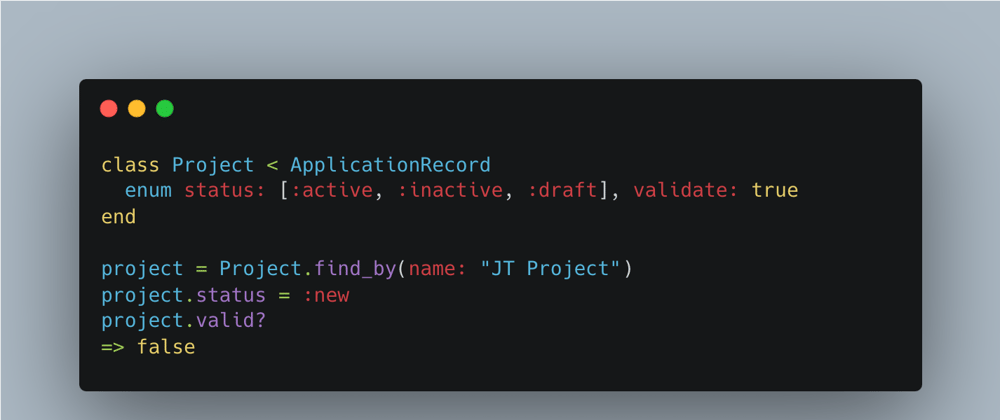 class Project < ApplicationRecord
  enum status: [:active, :inactive, :draft], validate: true
end
project = Project.find_by(name: "JT Project")
project.status = :new
project.valid?
=> false